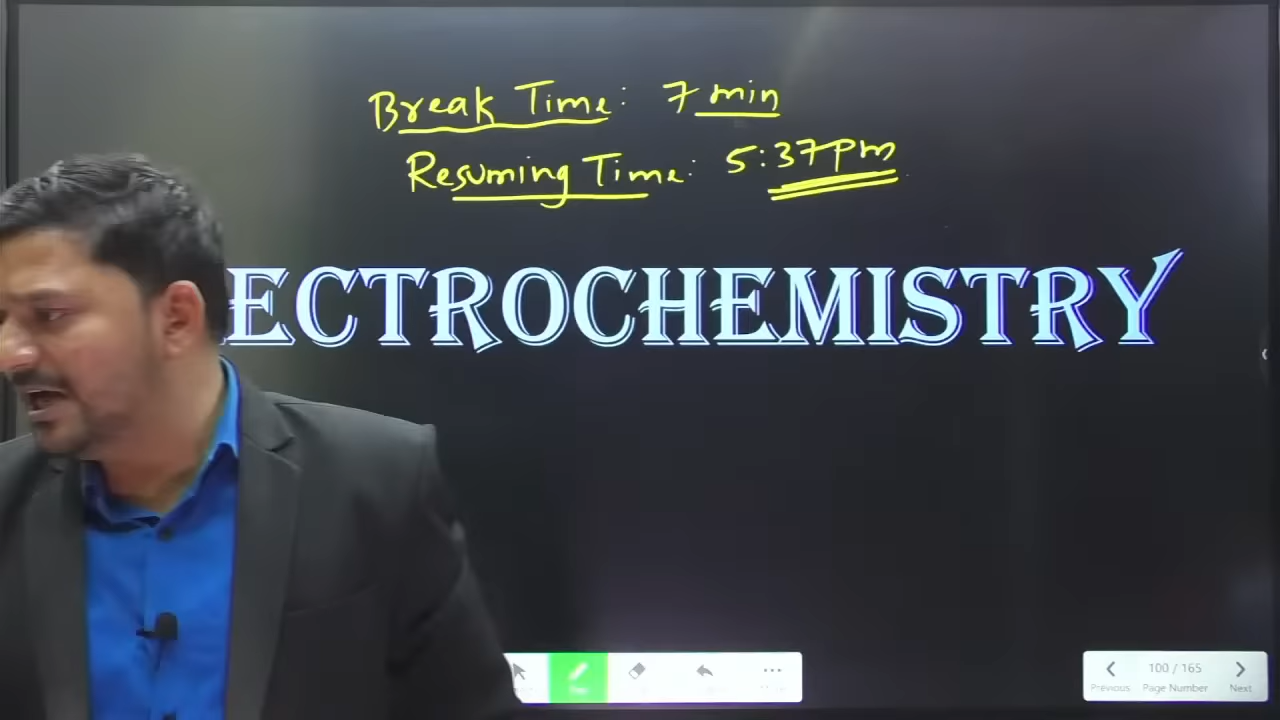 Break Time: 7 min
Resuming Time: 5:37pm
ECTROCHEMISTRY
100 / 165
Previous Page Number Next